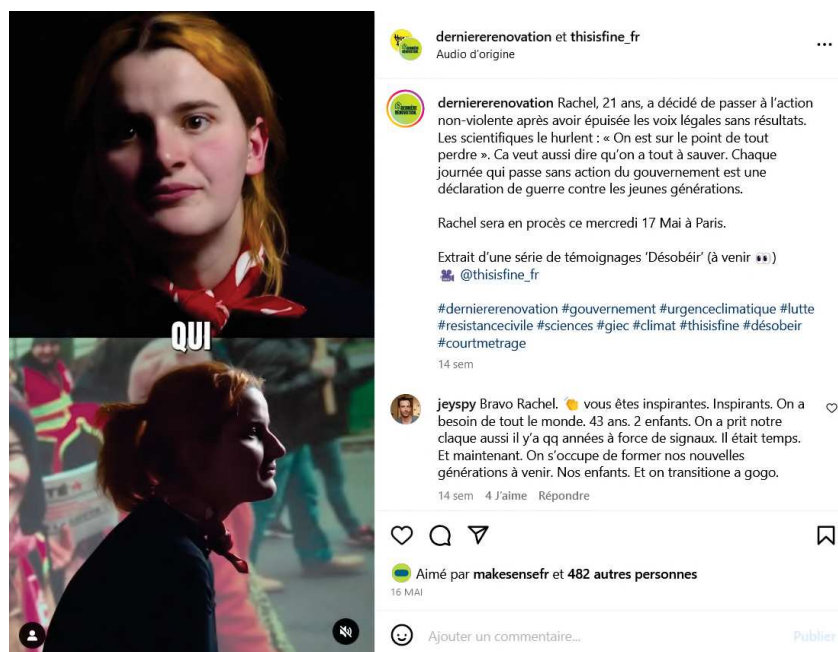 QUI
derniererenovation et thisisfine_fr
Audio d'origine
derniererenovation Rachel, 21 ans, a décidé de passer à l'action
non-violente après avoir épuisée les voix légales sans résultats.
Les scientifiques le hurlent : « On est sur le point de tout
perdre ». Ca veut aussi dire qu'on a tout à sauver. Chaque
journée qui passe sans action du gouvernement est une
déclaration de guerre contre les jeunes générations.
Rachel sera en procès ce mercredi 17 Mai à Paris.
Extrait d'une série de témoignages 'Désobéir' (à venir 👀)
🎥 @thisisfine_fr
#derniererenovation #gouvernement #urgenceclimatique #lutte
#resistancecivile #sciences #giec #climat #thisisfine #désobeir
#courtmetrage
14 sem
jeyspy Bravo Rachel. 👏 vous êtes inspirantes. Inspirants. On a
besoin de tout le monde. 43 ans. 2 enfants. On a prit notre
claque aussi il y'a qq années à force de signaux. Il était temps.
Et maintenant. On s'occupe de former nos nouvelles
générations à venir. Nos enfants. Et on transitione a gogo.
14 sem 4 J'aime Répondre
Aimé par makesensefr et 482 autres personnes
16 MAI
Ajouter un commentaire... Publier